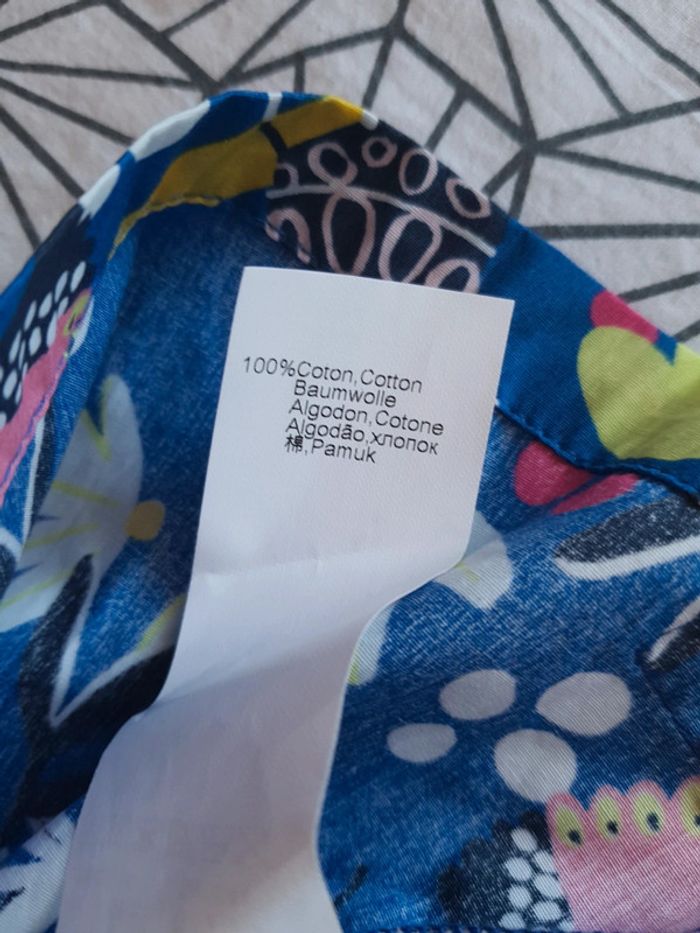 100%Coton,Cotton
Baumwolle
Algodon,Cotone
Algodão,хлопок
棉,Pamuk